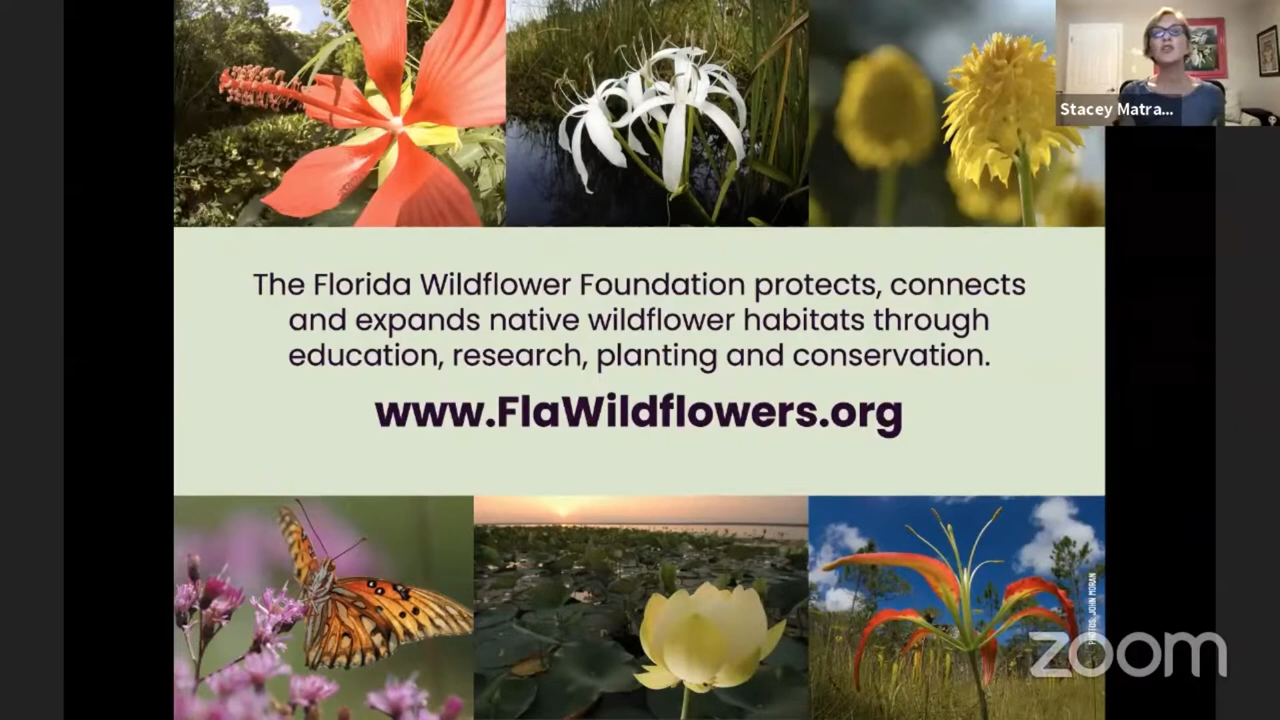 Stacey Matra...
The Florida Wildflower Foundation protects, connects
and expands native wildflower habitats through
education, research, planting and conservation.
www.FlaWildflowers.org
PHOTOS: JOHN MORAN
zoom